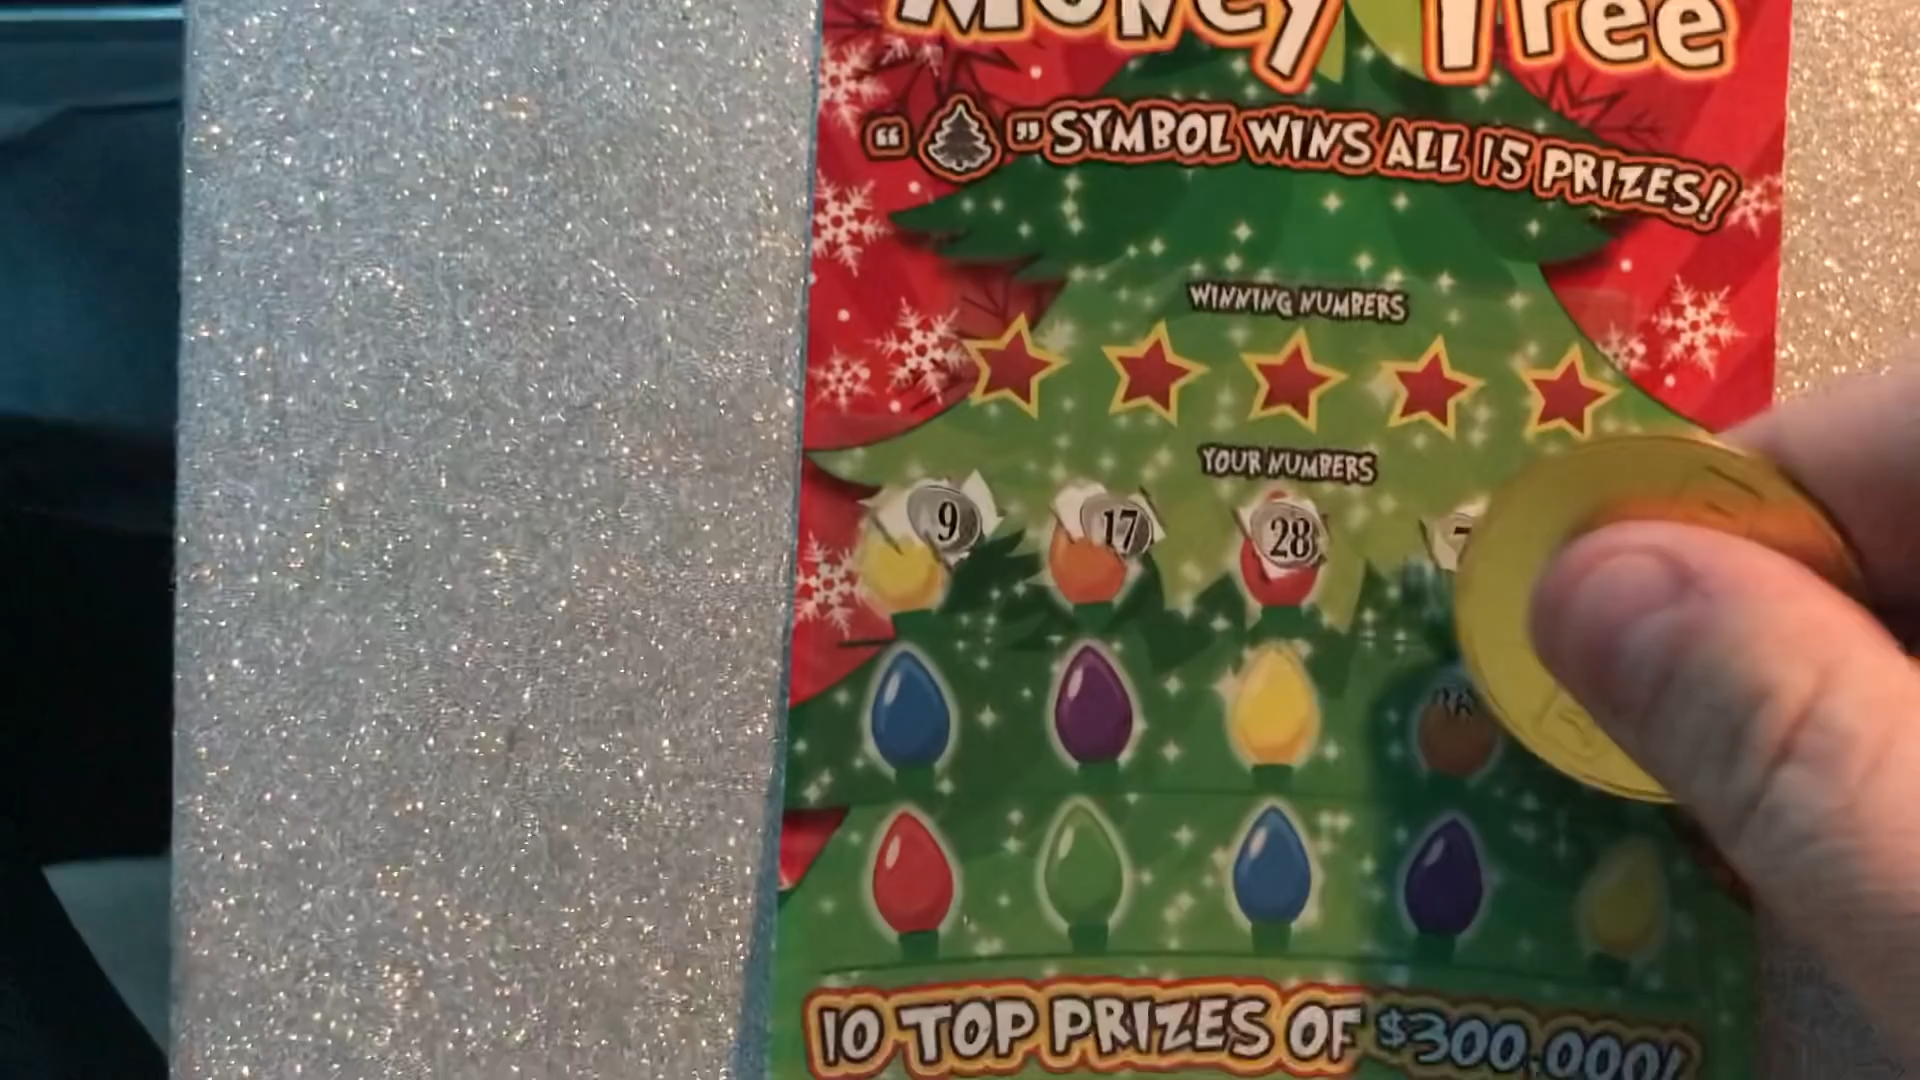 Money Tree
" " SYMBOL WINS ALL 15 PRIZES!
WINNING NUMBERS
YOUR NUMBERS
9 17 28
10 TOP PRIZES OF $300,000!